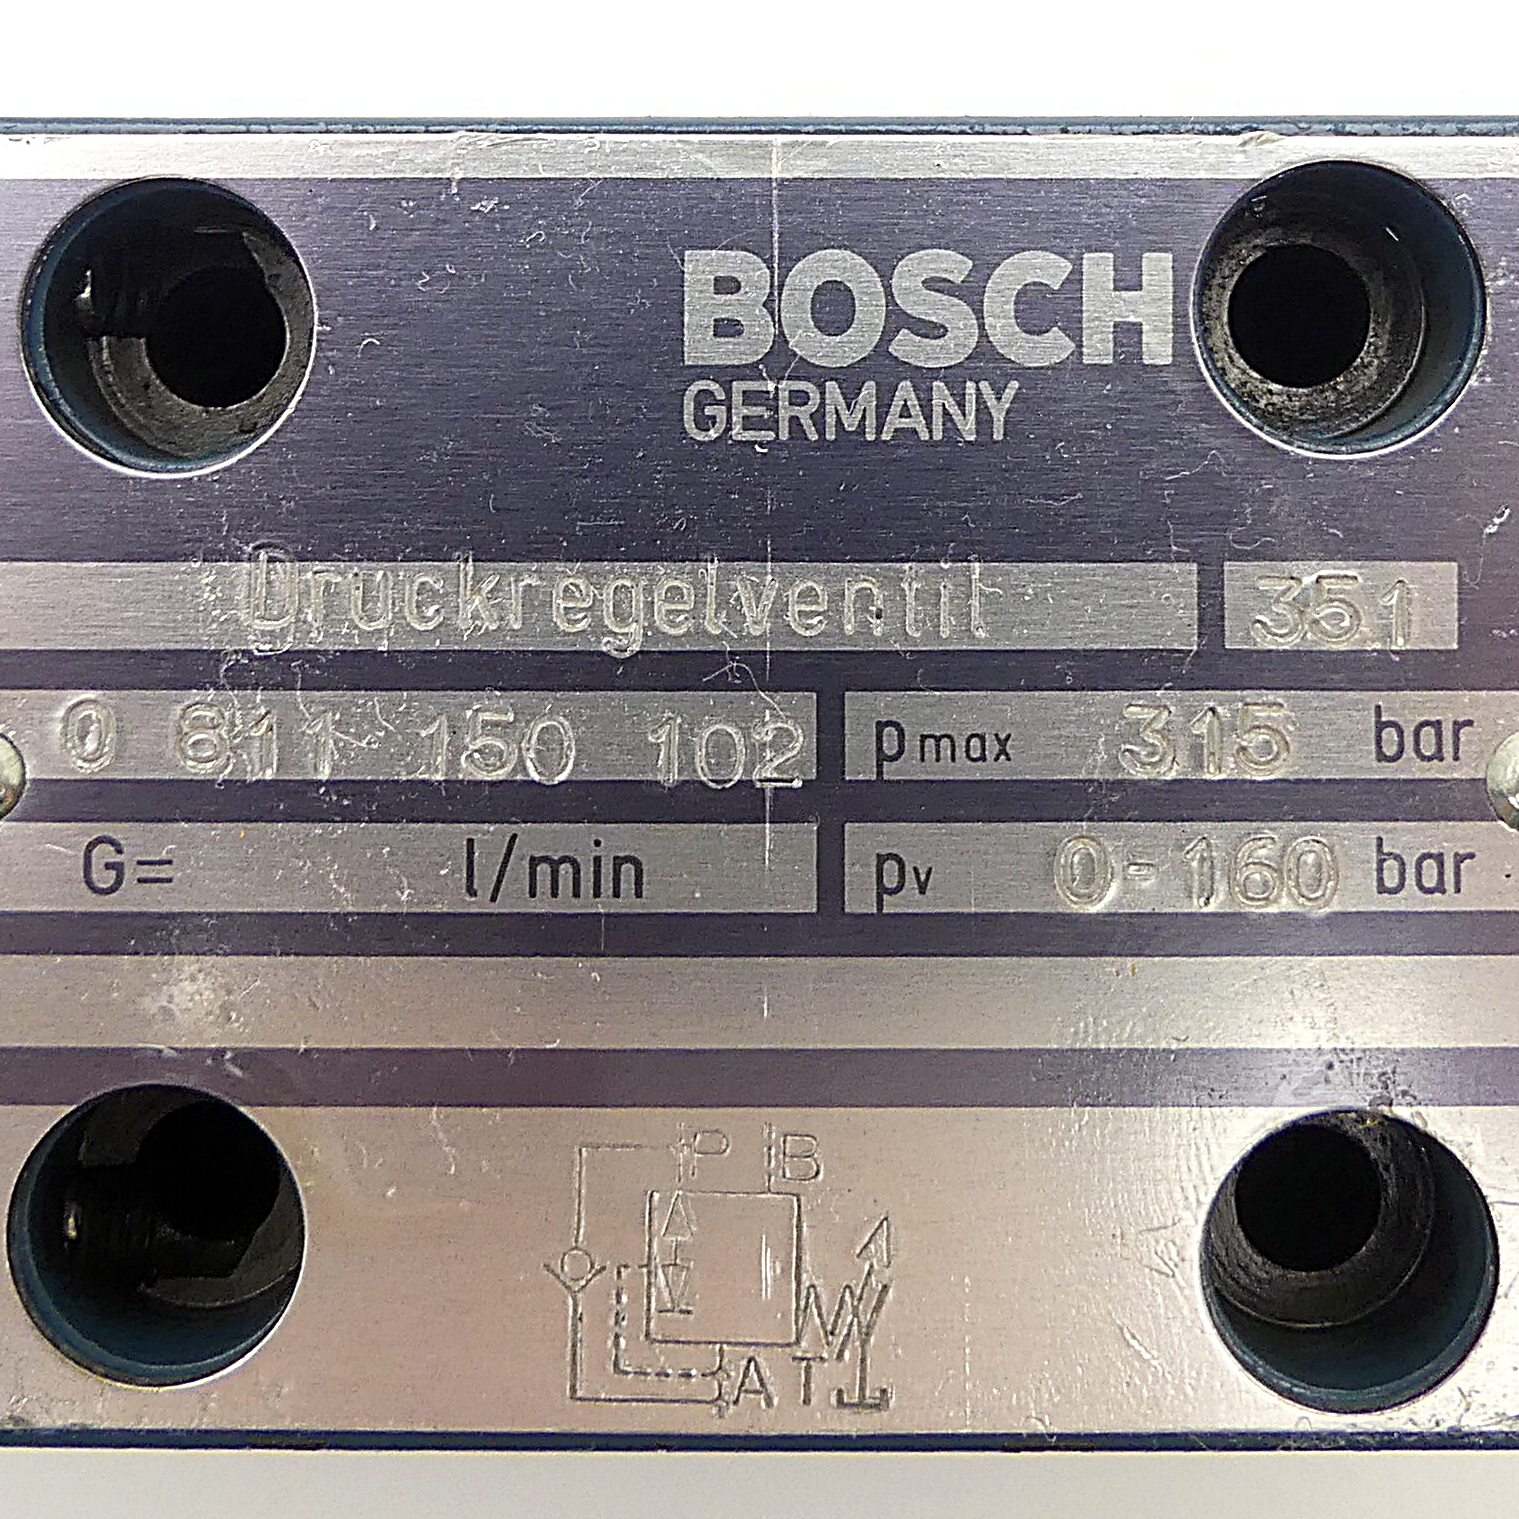 BOSCH
GERMANY
Druckregelventil 351
0 811 150 102 pmax 315 bar
G= l/min pv 0-160 bar
P B
A T